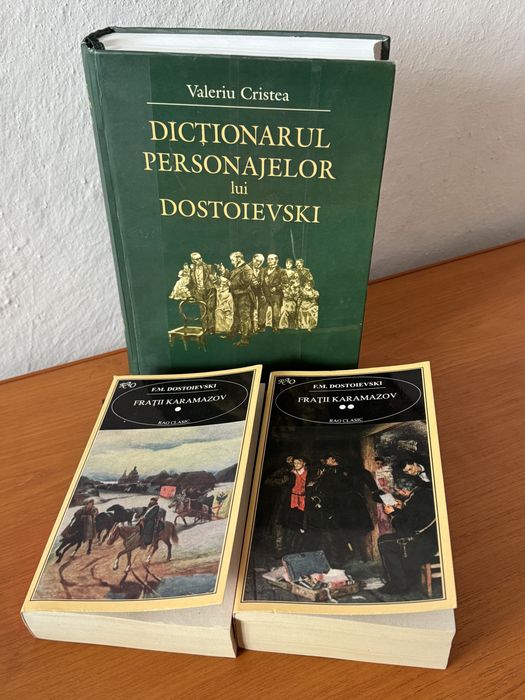 Valeriu Cristea
DICȚIONARUL
PERSONAJELOR
lui
DOSTOIEVSKI
RAO
F.M. DOSTOIEVSKI
FRAȚII KARAMAZOV
RAO CLASIC
RAO
F.M. DOSTOIEVSKI
FRAȚII KARAMAZOV
RAO CLASIC